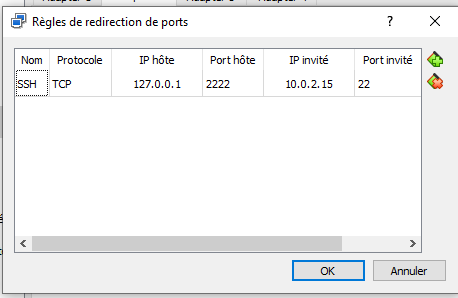 Règles de redirection de ports
Nom Protocole IP hôte Port hôte IP invité Port invité
SSH TCP 127.0.0.1 2222 10.0.2.15 22
OK Annuler